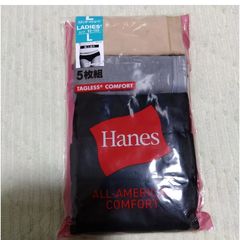 L
LADIES'
L
5枚組
TAGLESS® COMFORT
Hanes
ALL-AMERICAN
COMFORT